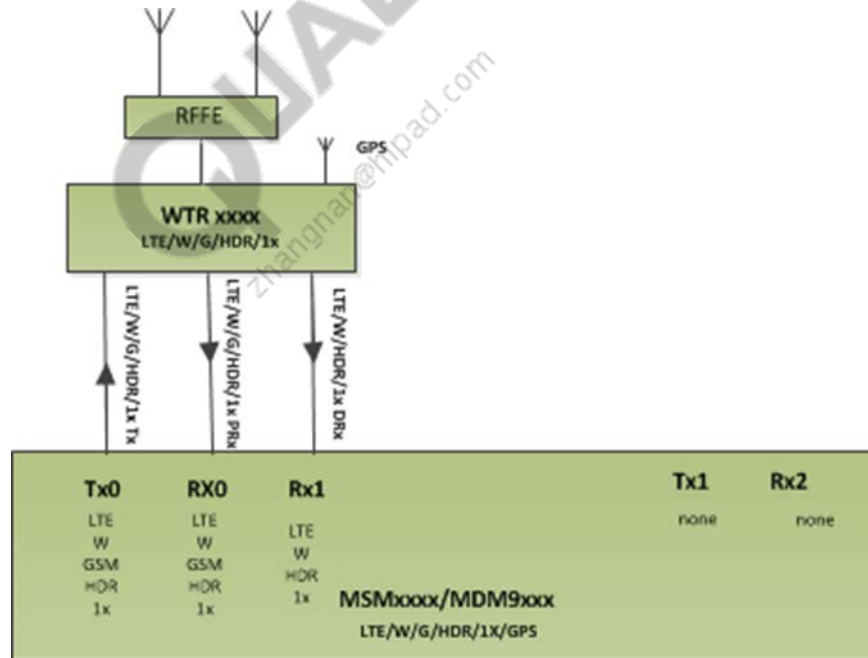 QUAL
zhangnan@hipad.com
RFFE
GPS
WTR xxxx
LTE/W/G/HDR/1x
LTE/W/G/HDR/1x Tx
LTE/W/G/HDR/1x PRx
LTE/W/HDR/1x DRx
Tx0
RX0
Rx1
Tx1
Rx2
LTE
W
GSM
HDR
1x
LTE
W
GSM
HDR
1x
LTE
W
HDR
1x
none
none
MSMxxxx/MDM9xxx
LTE/W/G/HDR/1X/GPS